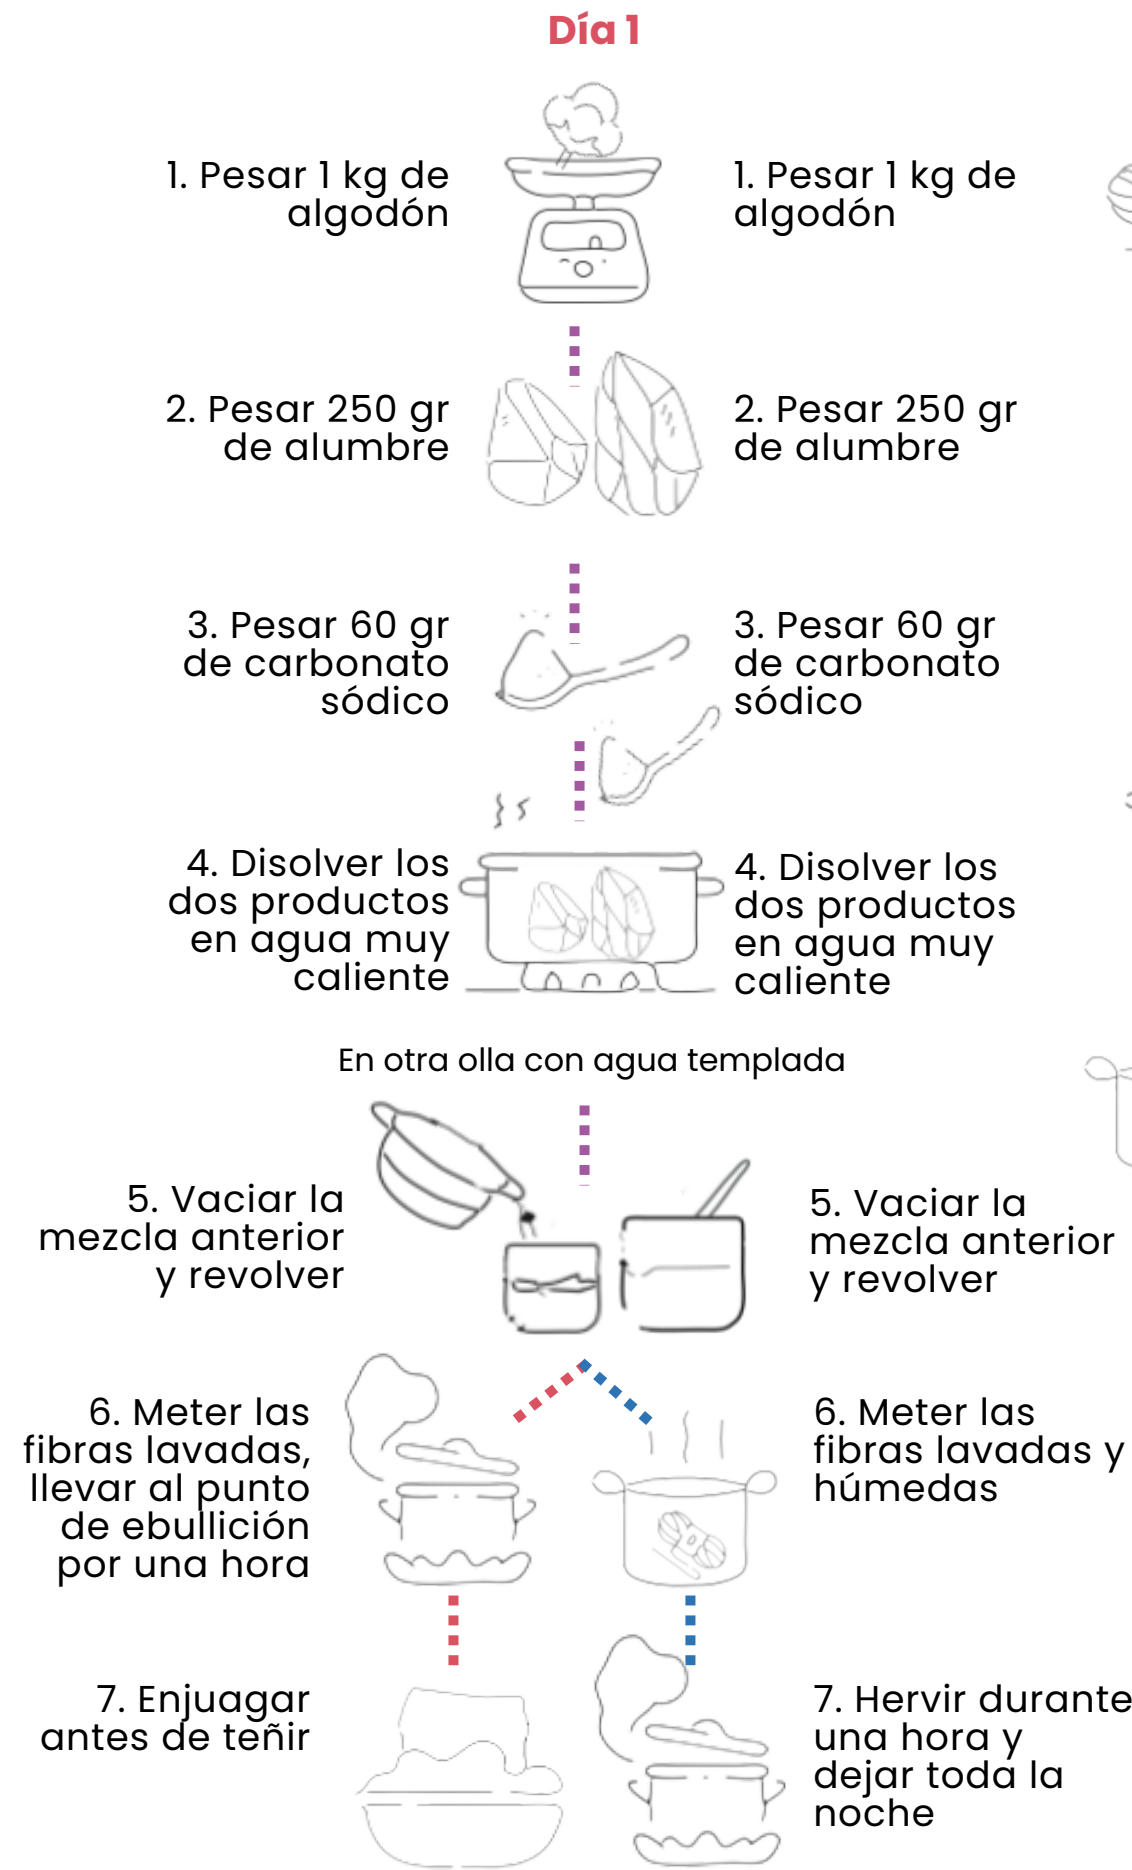 Día 1
1. Pesar 1 kg de
algodón
1. Pesar 1 kg de
algodón
2. Pesar 250 gr
de alumbre
2. Pesar 250 gr
de alumbre
3. Pesar 60 gr
de carbonato
sódico
3. Pesar 60 gr
de carbonato
sódico
4. Disolver los
dos productos
en agua muy
caliente
4. Disolver los
dos productos
en agua muy
caliente
En otra olla con agua templada
5. Vaciar la
mezcla anterior
y revolver
5. Vaciar la
mezcla anterior
y revolver
6. Meter las
fibras lavadas,
llevar al punto
de ebullición
por una hora
6. Meter las
fibras lavadas y
húmedas
7. Enjuagar
antes de teñir
7. Hervir durante
una hora y
dejar toda la
noche